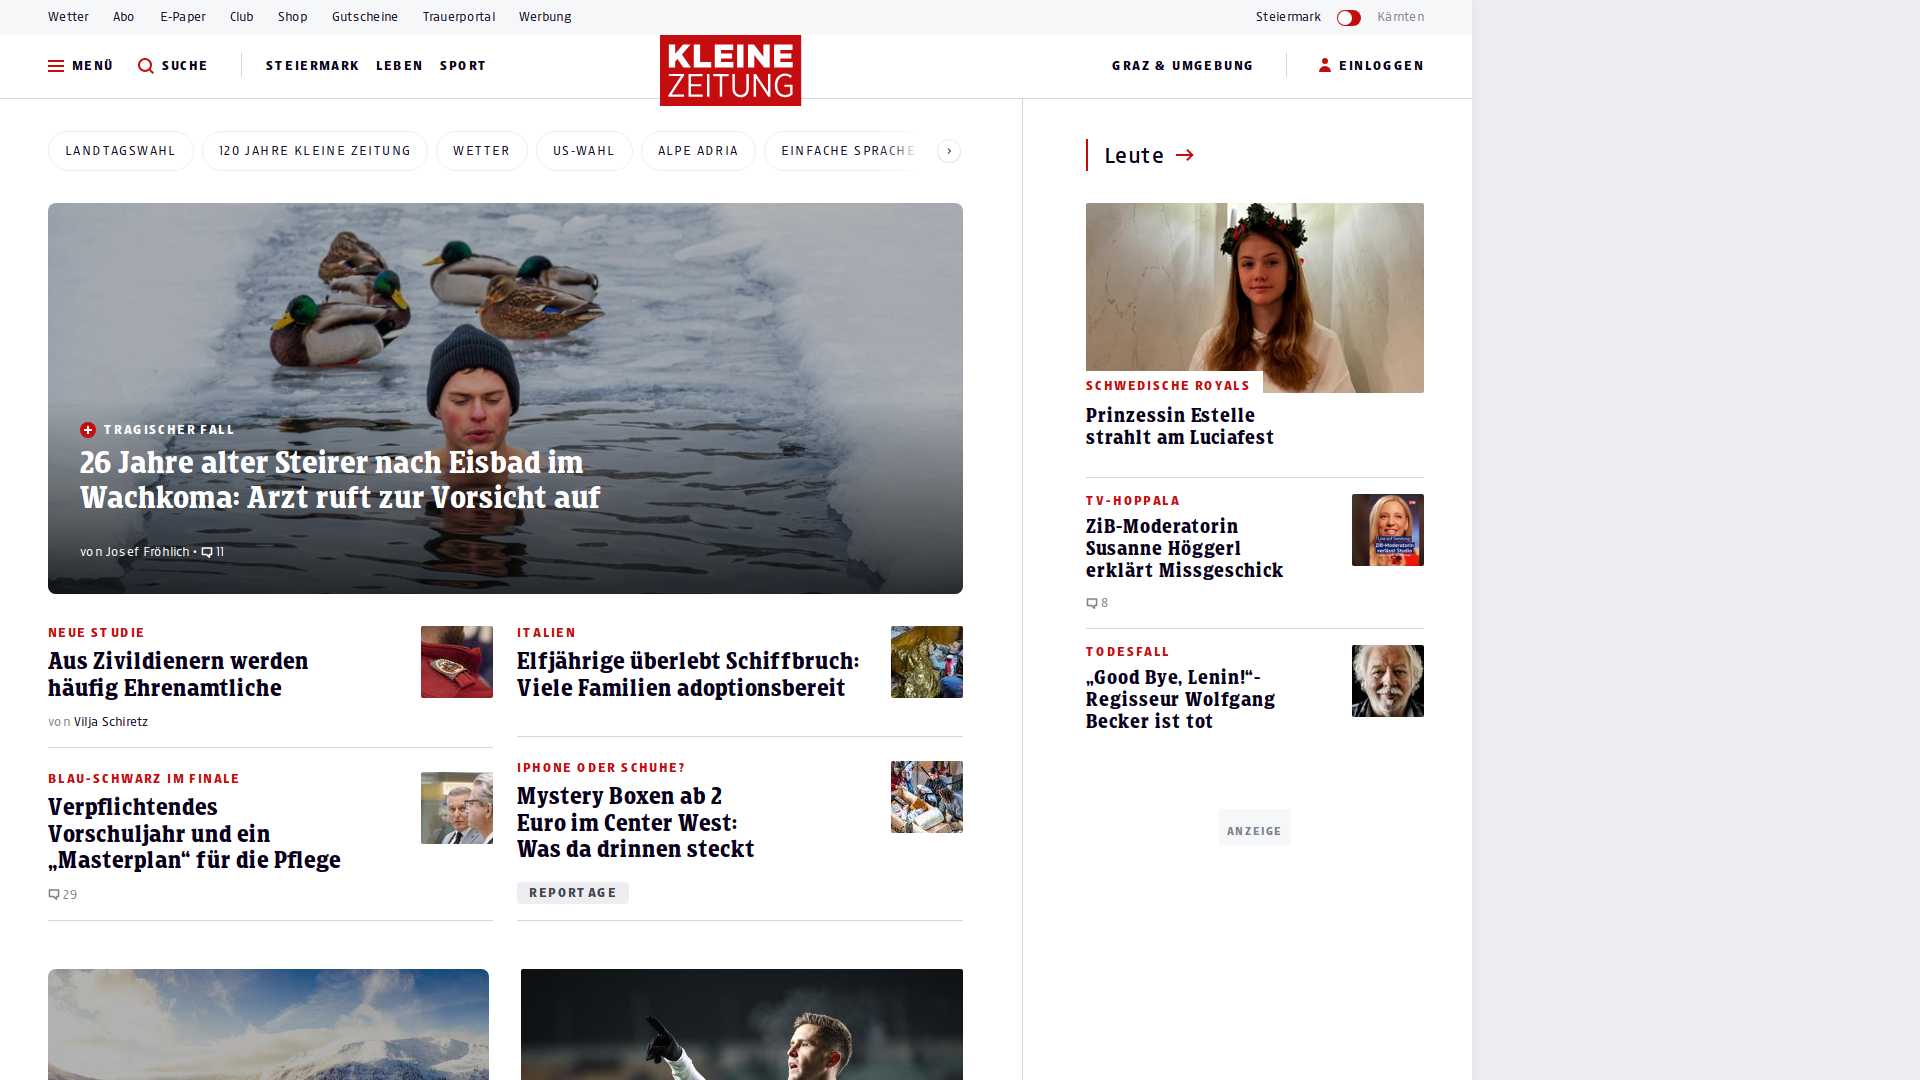 Wetter Abo E-Paper Club Shop Gutscheine Trauerportal Werbung
Steiermark Kärnten
MENÜ SUCHE STEIERMARK LEBEN SPORT
KLEINE
ZEITUNG
GRAZ & UMGEBUNG EINLOGGEN
LANDTAGSWAHL 120 JAHRE KLEINE ZEITUNG WETTER US-WAHL ALPE ADRIA EINFACHE SPRACHE
TRAGISCHER FALL
26 Jahre alter Steirer nach Eisbad im
Wachkoma: Arzt ruft zur Vorsicht auf
von Josef Fröhlich • 11
NEUE STUDIE
Aus Zivildienern werden
häufig Ehrenamtliche
von Vilja Schiretz
BLAU-SCHWARZ IM FINALE
Verpflichtendes
Vorschuljahr und ein
„Masterplan“ für die Pflege
29
ITALIEN
Elfjährige überlebt Schiffbruch:
Viele Familien adoptionsbereit
IPHONE ODER SCHUHE?
Mystery Boxen ab 2
Euro im Center West:
Was da drinnen steckt
REPORTAGE
Leute
SCHWEDISCHE ROYALS
Prinzessin Estelle
strahlt am Luciafest
TV-HOPPALA
ZiB-Moderatorin
Susanne Höggerl
erklärt Missgeschick
8
ZiB-Moderatorin
verlässt Studio
TODESFALL
„Good Bye, Lenin!“-
Regisseur Wolfgang
Becker ist tot
ANZEIGE